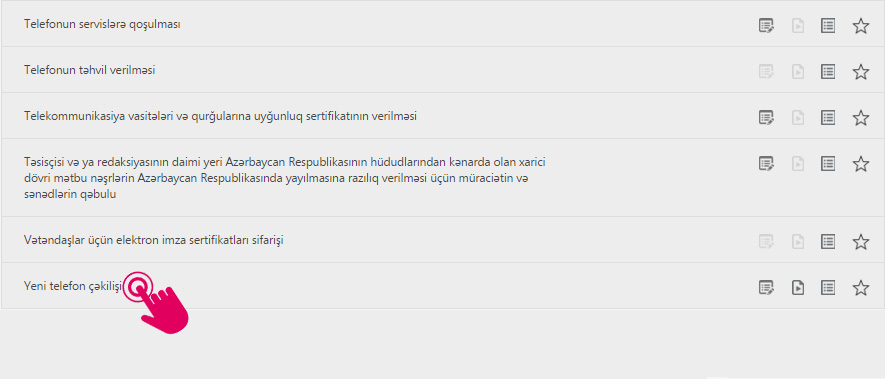 Telefonun servislərə qoşulması
Telefonun təhvil verilməsi
Telekommunikasiya vasitələri və qurğularına uyğunluq sertifikatının verilməsi
Təsisçisi və ya redaksiyasının daimi yeri Azərbaycan Respublikasının hüdudlarından kənarda olan xarici
dövri mətbu nəşrlərin Azərbaycan Respublikasında yayılmasına razılıq verilməsi üçün müraciətin və
sənədlərin qəbulu
Vətəndaşlar üçün elektron imza sertifikatları sifarişi
Yeni telefon çəkilişi